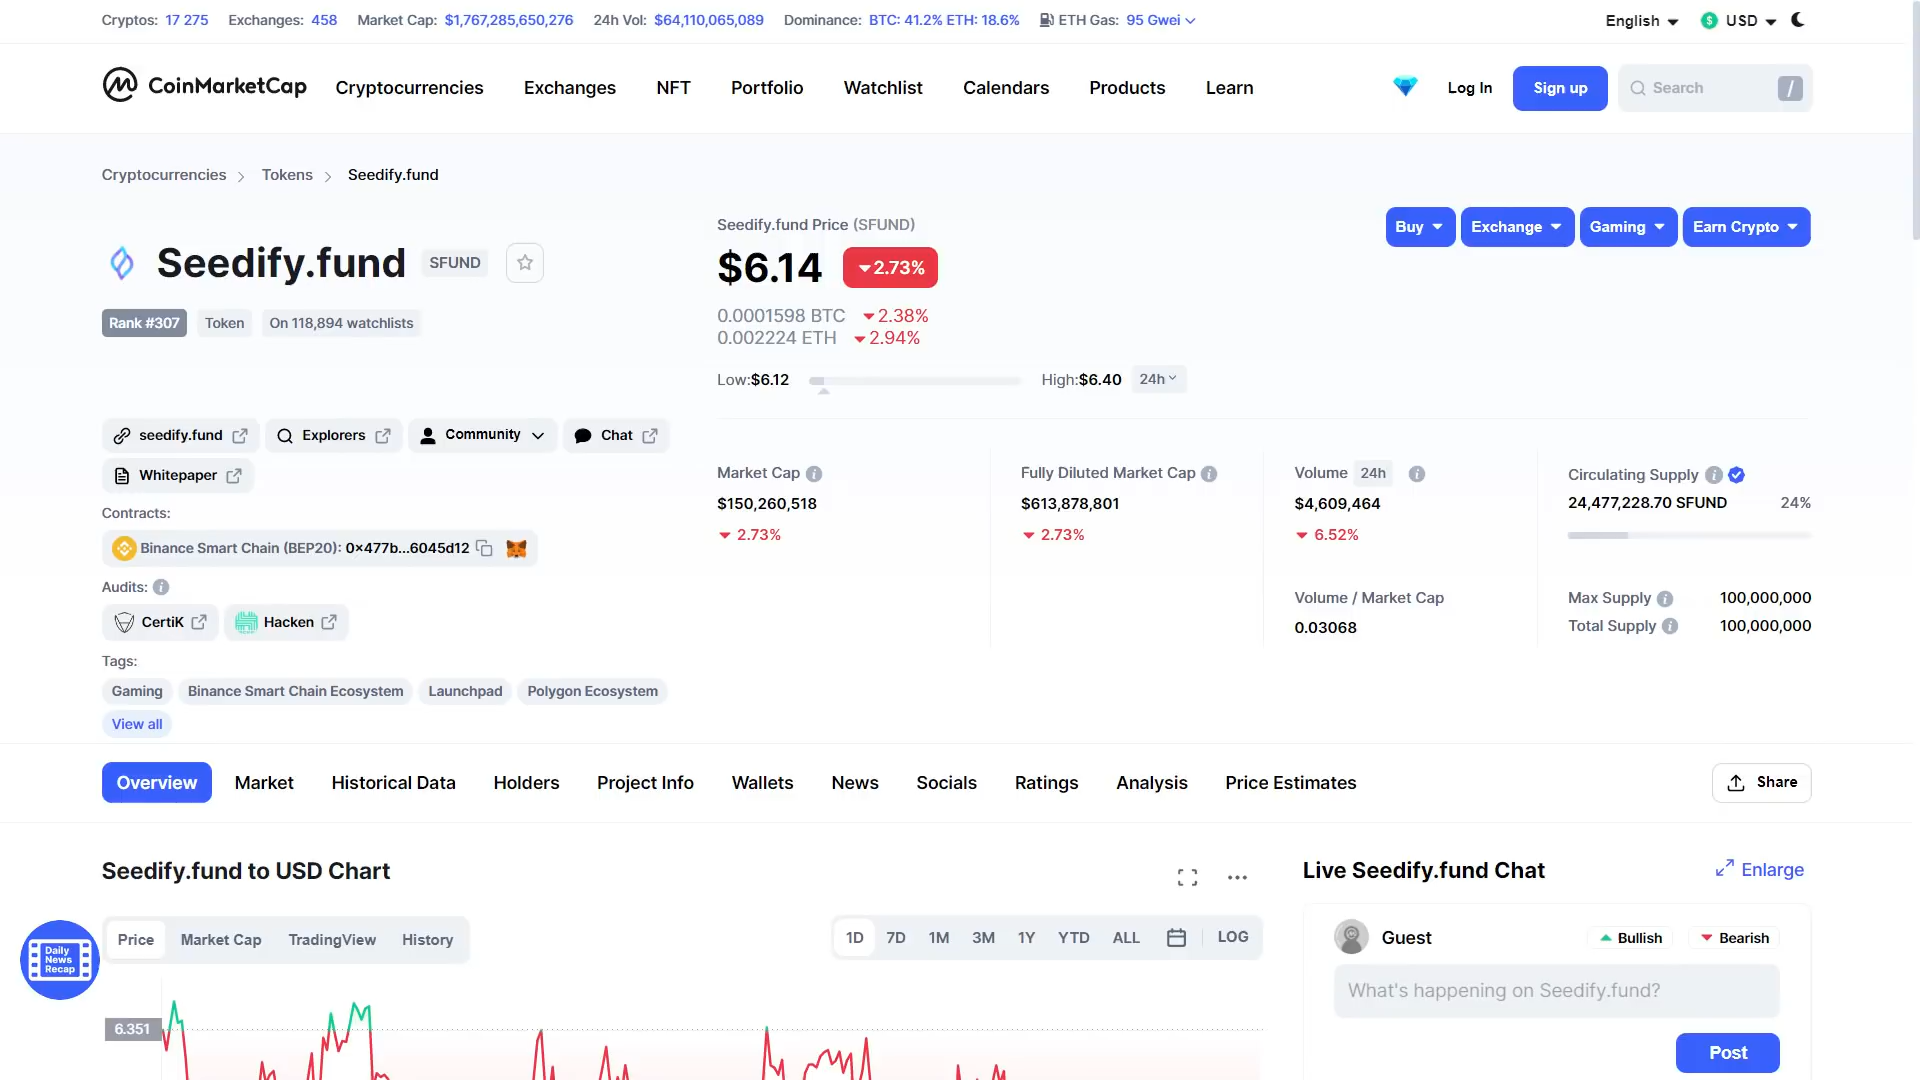 Cryptos: 17 275 Exchanges: 458 Market Cap: $1,767,285,650,276 24h Vol: $64,110,065,089 Dominance: BTC: 41.2% ETH: 18.6% ETH Gas: 95 Gwei English USD
CoinMarketCap Cryptocurrencies Exchanges NFT Portfolio Watchlist Calendars Products Learn Log In Sign up Search /
Cryptocurrencies Tokens Seedify.fund
Seedify.fund SFUND
Rank #307 Token On 118,894 watchlists
Seedify.fund Price (SFUND)
$6.14 2.73%
0.0001598 BTC 2.38%
0.002224 ETH 2.94%
Low:$6.12 High:$6.40 24h
Buy Exchange Gaming Earn Crypto
seedify.fund Explorers Community Chat
Whitepaper
Contracts:
Binance Smart Chain (BEP20): 0x477b...6045d12
Audits:
CertiK Hacken
Tags:
Gaming Binance Smart Chain Ecosystem Launchpad Polygon Ecosystem
View all
Market Cap
$150,260,518
2.73%
Fully Diluted Market Cap
$613,878,801
2.73%
Volume 24h
$4,609,464
6.52%
Volume / Market Cap
0.03068
Circulating Supply
24,477,228.70 SFUND 24%
Max Supply 100,000,000
Total Supply 100,000,000
Overview Market Historical Data Holders Project Info Wallets News Socials Ratings Analysis Price Estimates Share
Seedify.fund to USD Chart
Price Market Cap TradingView History 1D 7D 1M 3M 1Y YTD ALL LOG
6.351
Daily
News
Recap
Live Seedify.fund Chat Enlarge
Guest Bullish Bearish
What's happening on Seedify.fund?
Post